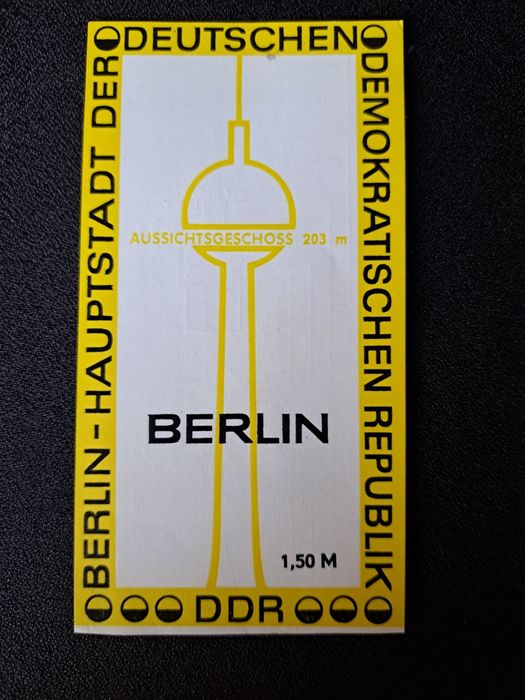 BERLIN - HAUPTSTADT DER
DEUTSCHEN
DEMOKRATISCHEN REPUBLIK
AUSSICHTSGESCHOSS 203 m
BERLIN
1,50 M
DDR